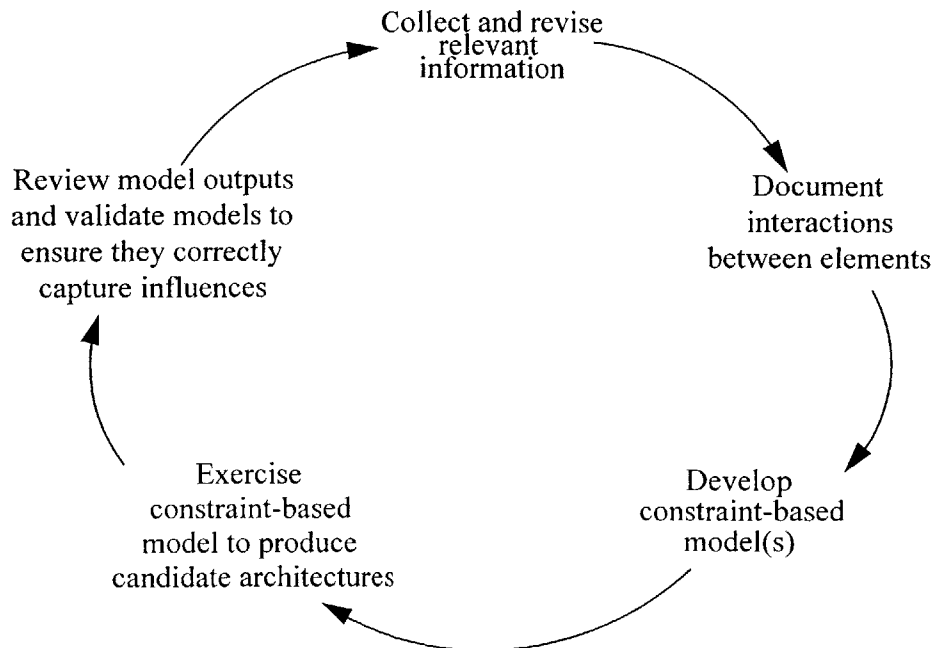 Collect and revise
relevant
information
Document
interactions
between elements
Develop
constraint-based
model(s)
Exercise
constraint-based
model to produce
candidate architectures
Review model outputs
and validate models to
ensure they correctly
capture influences